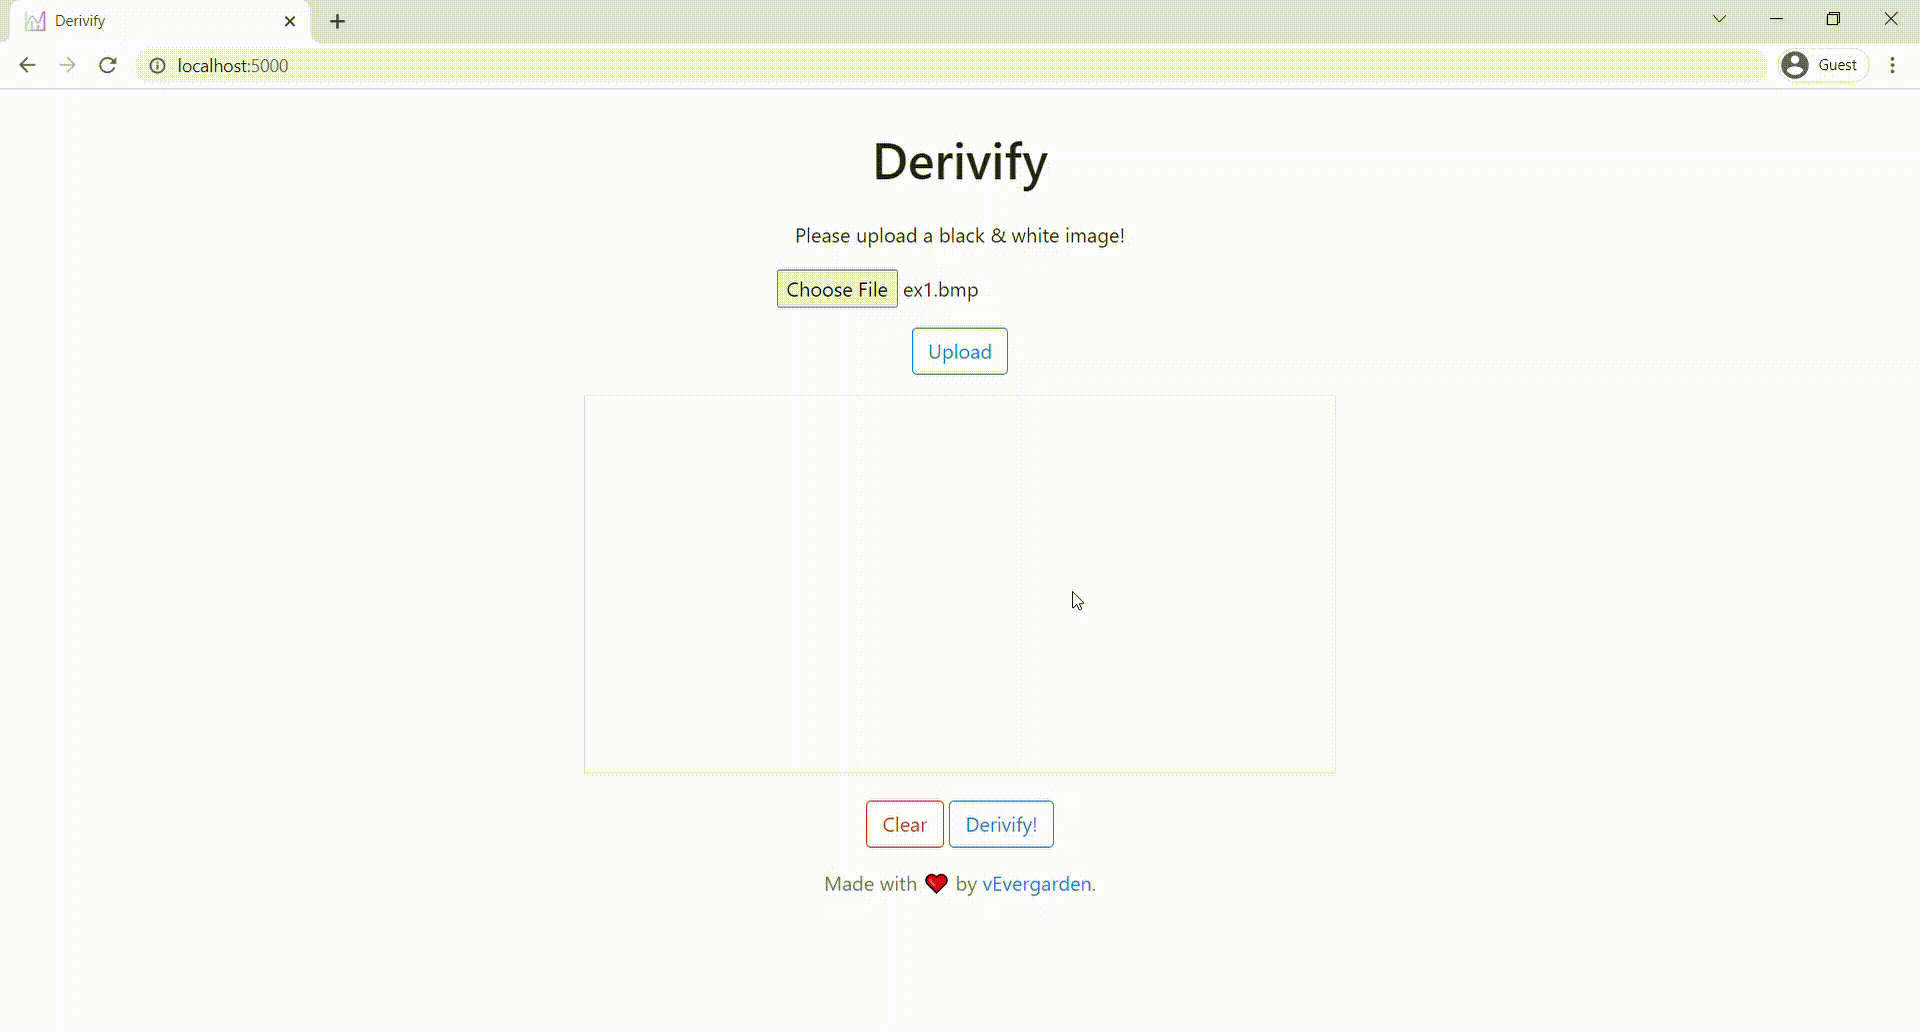 Derivify
localhost:5000
Guest
Derivify
Please upload a black & white image!
Choose File ex1.bmp
Upload
Clear Derivify!
Made with ❤ by vEvergarden.